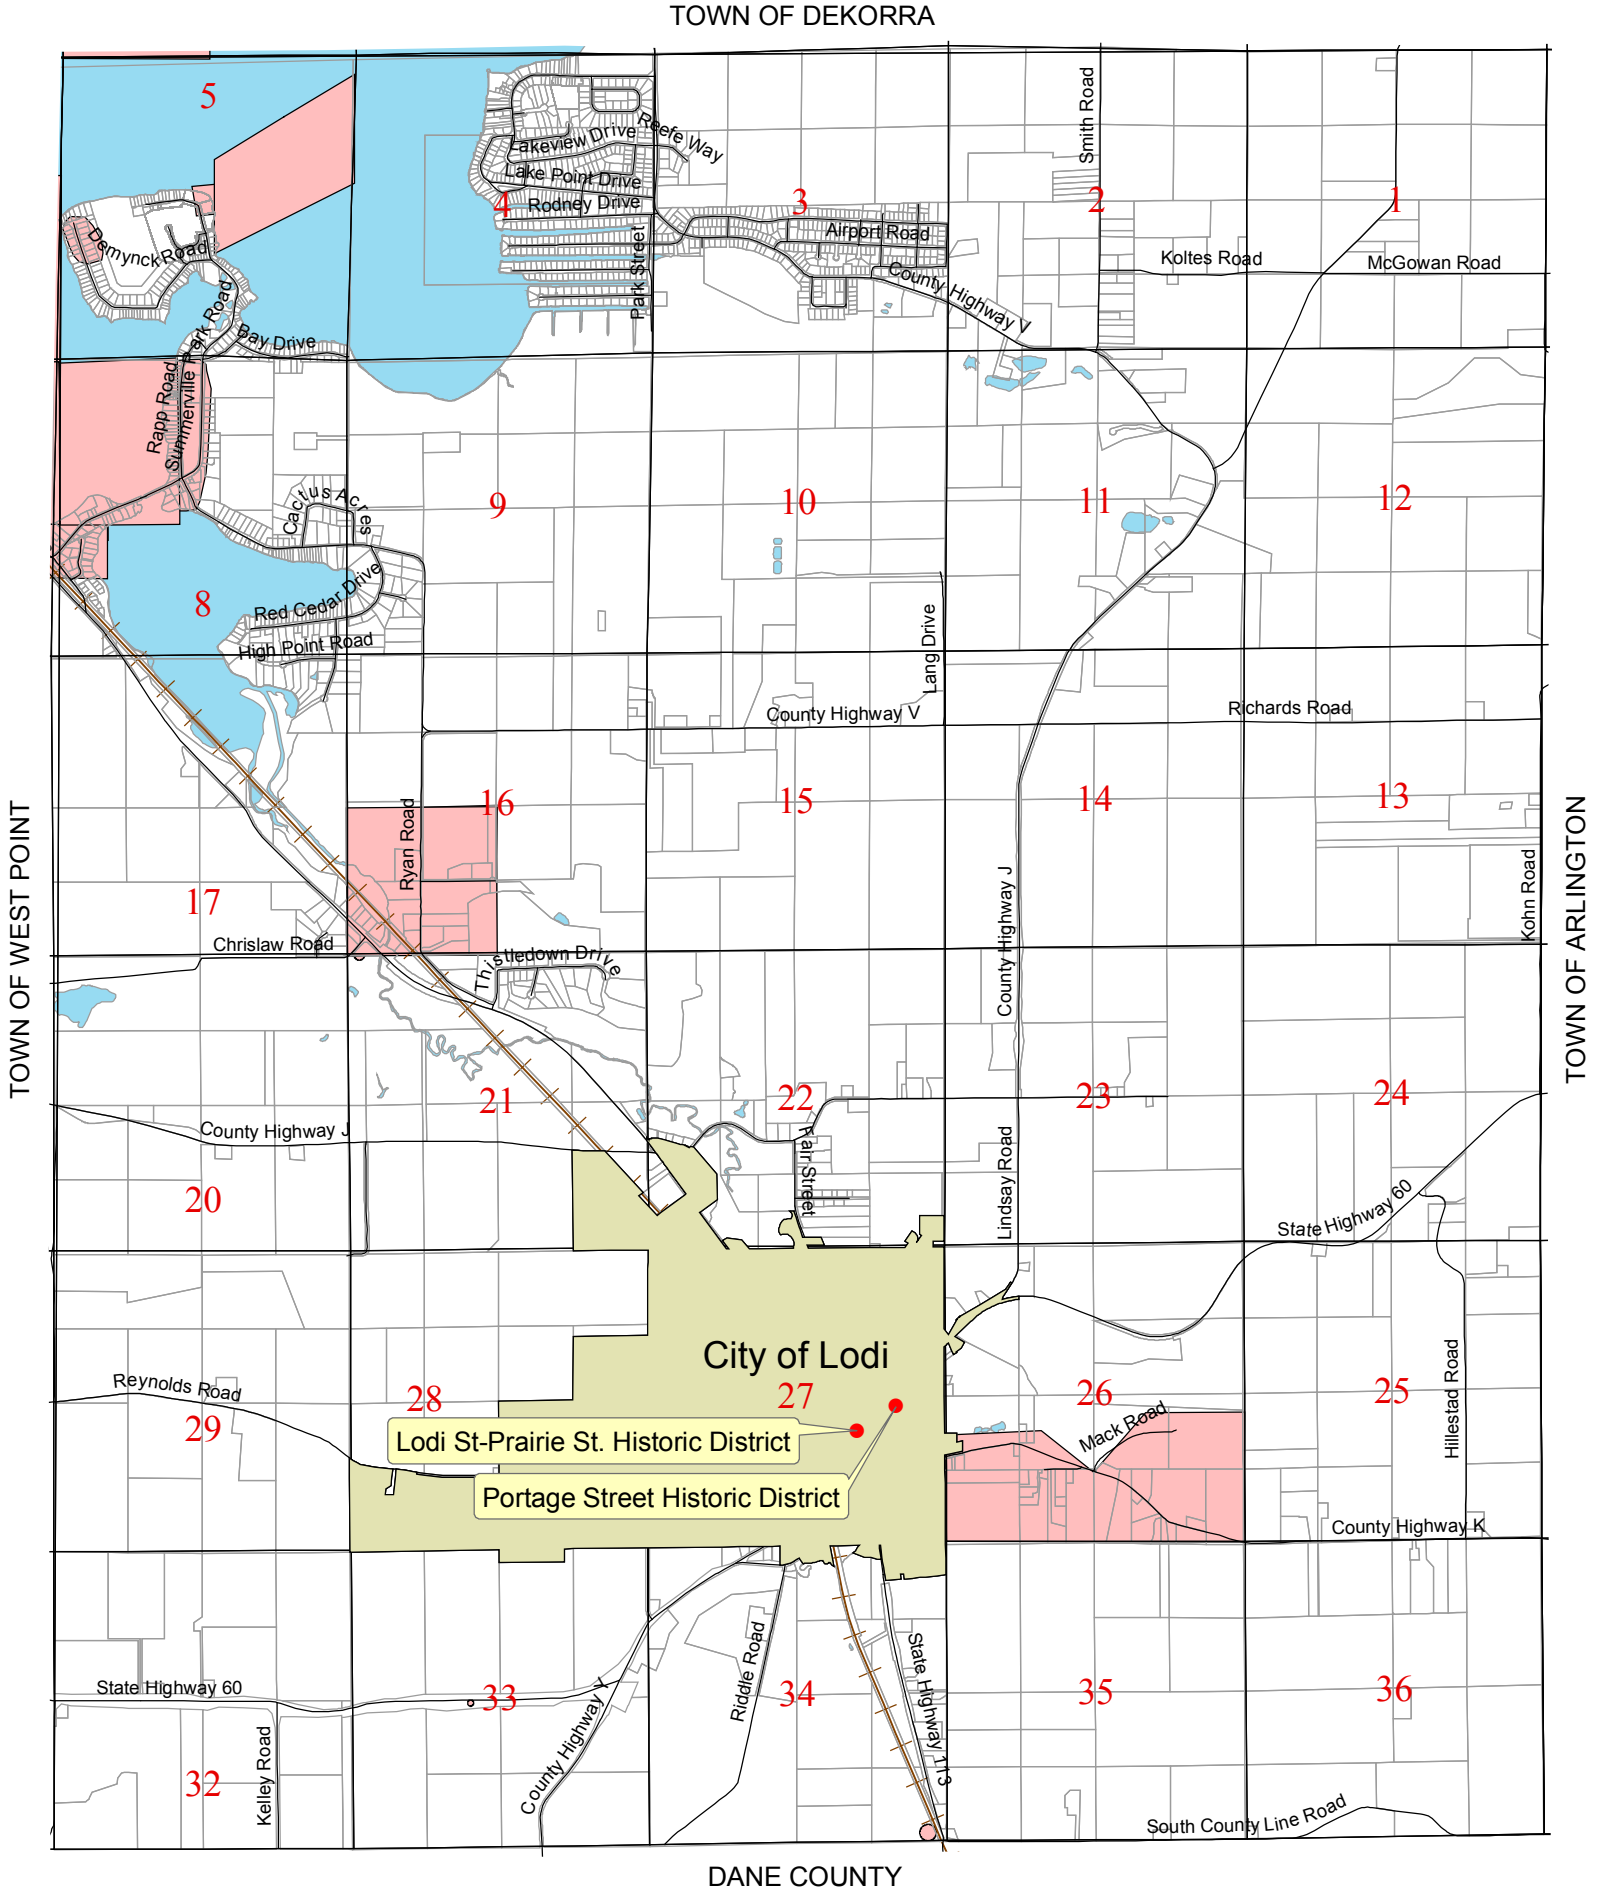 TOWN OF DEKORRA
5
Smith Road
Reefe Way
Lakeview Drive
Lake Point Drive
4
Rodney Drive
3
2
1
Airport Road
Demynck Road
Park Street
Koltes Road
McGowan Road
County Highway V
Park Road
Bay Drive
Rapp Road
Summerville
Cactus Acres
9
10
11
12
8
Red Cedar Drive
High Point Road
Lang Drive
County Highway V
Richards Road
TOWN OF WEST POINT
TOWN OF ARLINGTON
Ryan Road
16
15
14
13
17
County Highway J
Kohn Road
Chrislaw Road
Thistledown Drive
21
22
23
24
County Highway J
Fair Street
Lindsay Road
20
State Highway 60
City of Lodi
Reynolds Road
28
27
26
25
Hillestad Road
29
Mack Road
Lodi St-Prairie St. Historic District
Portage Street Historic District
County Highway K
Riddle Road
State Highway 113
State Highway 60
33
34
35
36
County Highway Y
Kelley Road
32
South County Line Road
DANE COUNTY